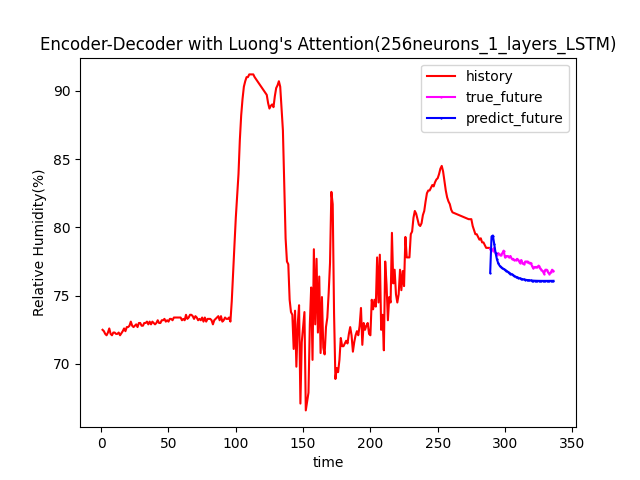 Encoder-Decoder with Luong's Attention(256neurons_1_layers_LSTM)
history
true_future
predict_future
Relative Humidity(%)
90
85
80
75
70
0 50 100 150 200 250 300 350
time